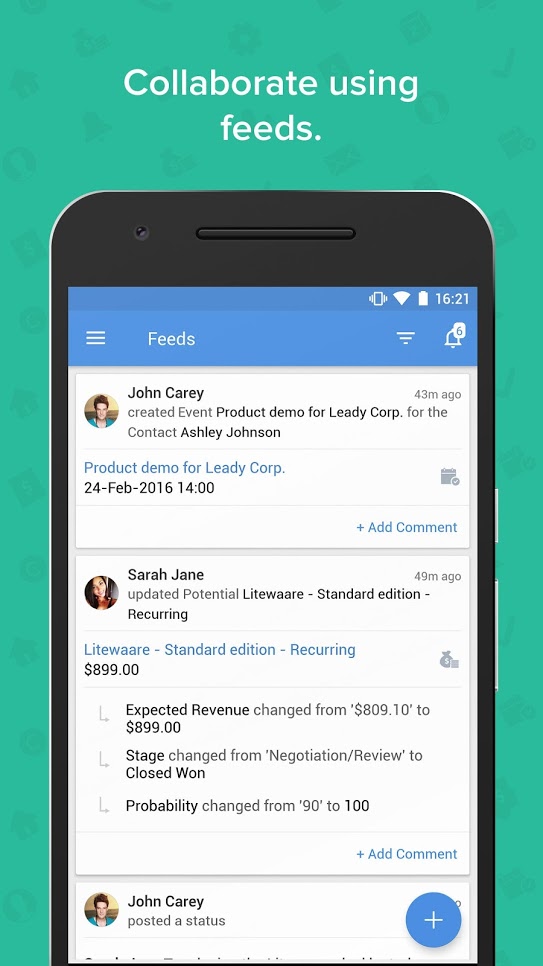 Collaborate using
feeds.
16:21
Feeds
6
John Carey
43m ago
created Event Product demo for Leady Corp. for the
Contact Ashley Johnson
Product demo for Leady Corp.
24-Feb-2016 14:00
+ Add Comment
Sarah Jane
49m ago
updated Potential Litewaare - Standard edition -
Recurring
Litewaare - Standard edition - Recurring
$899.00
Expected Revenue changed from '$809.10' to
$899.00
Stage changed from 'Negotiation/Review' to
Closed Won
Probability changed from '90' to 100
+ Add Comment
John Carey
posted a status